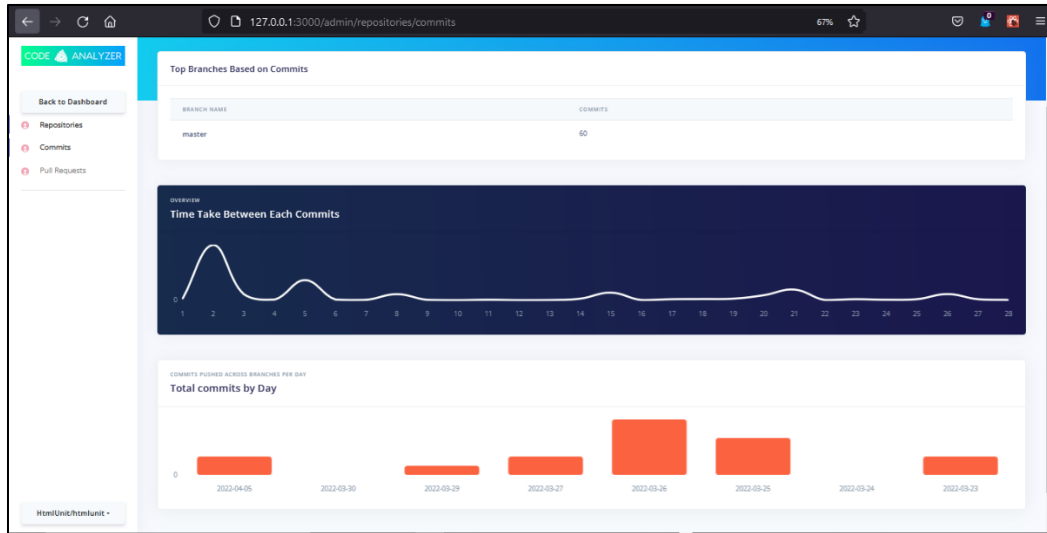 127.0.0.1:3000/admin/repositories/commits
67%
0
CODE ANALYZER
Back to Dashboard
Repositories
Commits
Pull Requests
Top Branches Based on Commits
BRANCH NAME COMMITS
master 60
OVERVIEW
Time Take Between Each Commits
0
1 2 3 4 5 6 7 8 9 10 11 12 13 14 15 16 17 18 19 20 21 22 23 24 25 26 27 28
COMMITS PUSHED ACROSS BRANCHES PER DAY
Total commits by Day
0
2022-04-05 2022-03-30 2022-03-29 2022-03-27 2022-03-26 2022-03-25 2022-03-24 2022-03-23
HtmlUnit/htmlunit